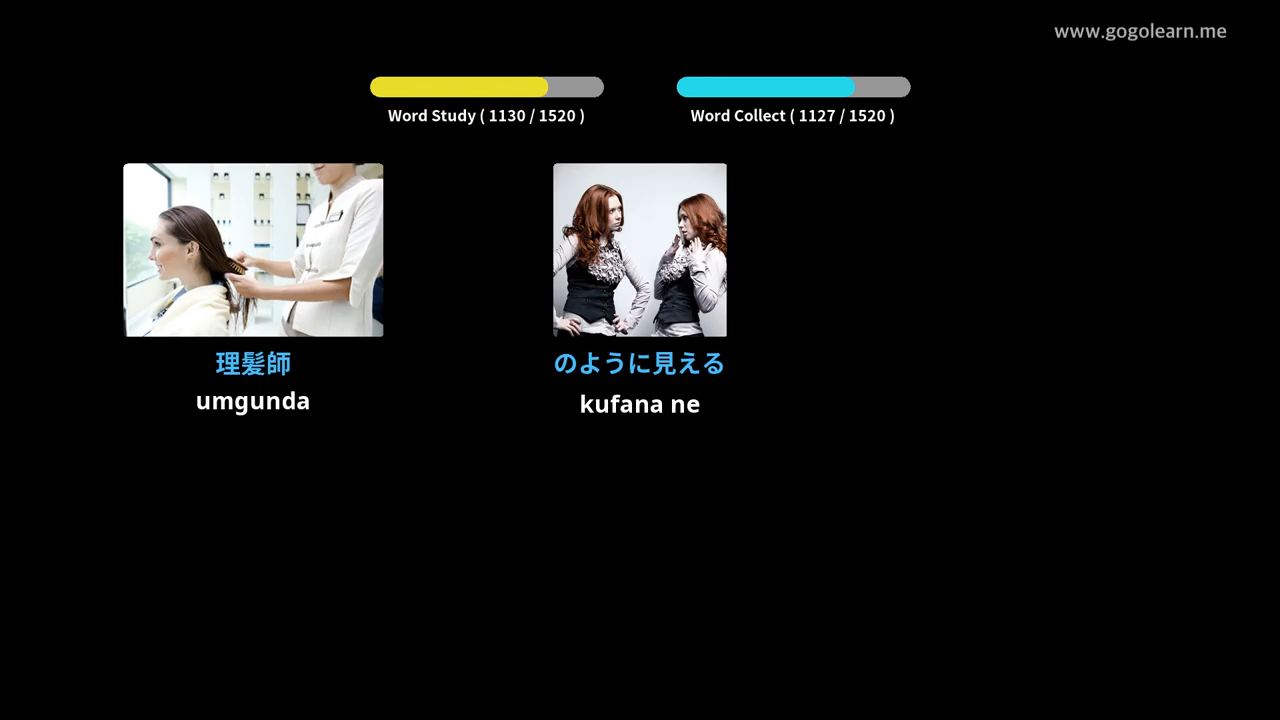 www.gogolearn.me
Word Study ( 1130 / 1520 )
Word Collect ( 1127 / 1520 )
理髪師
umgunda
のように見える
kufana ne